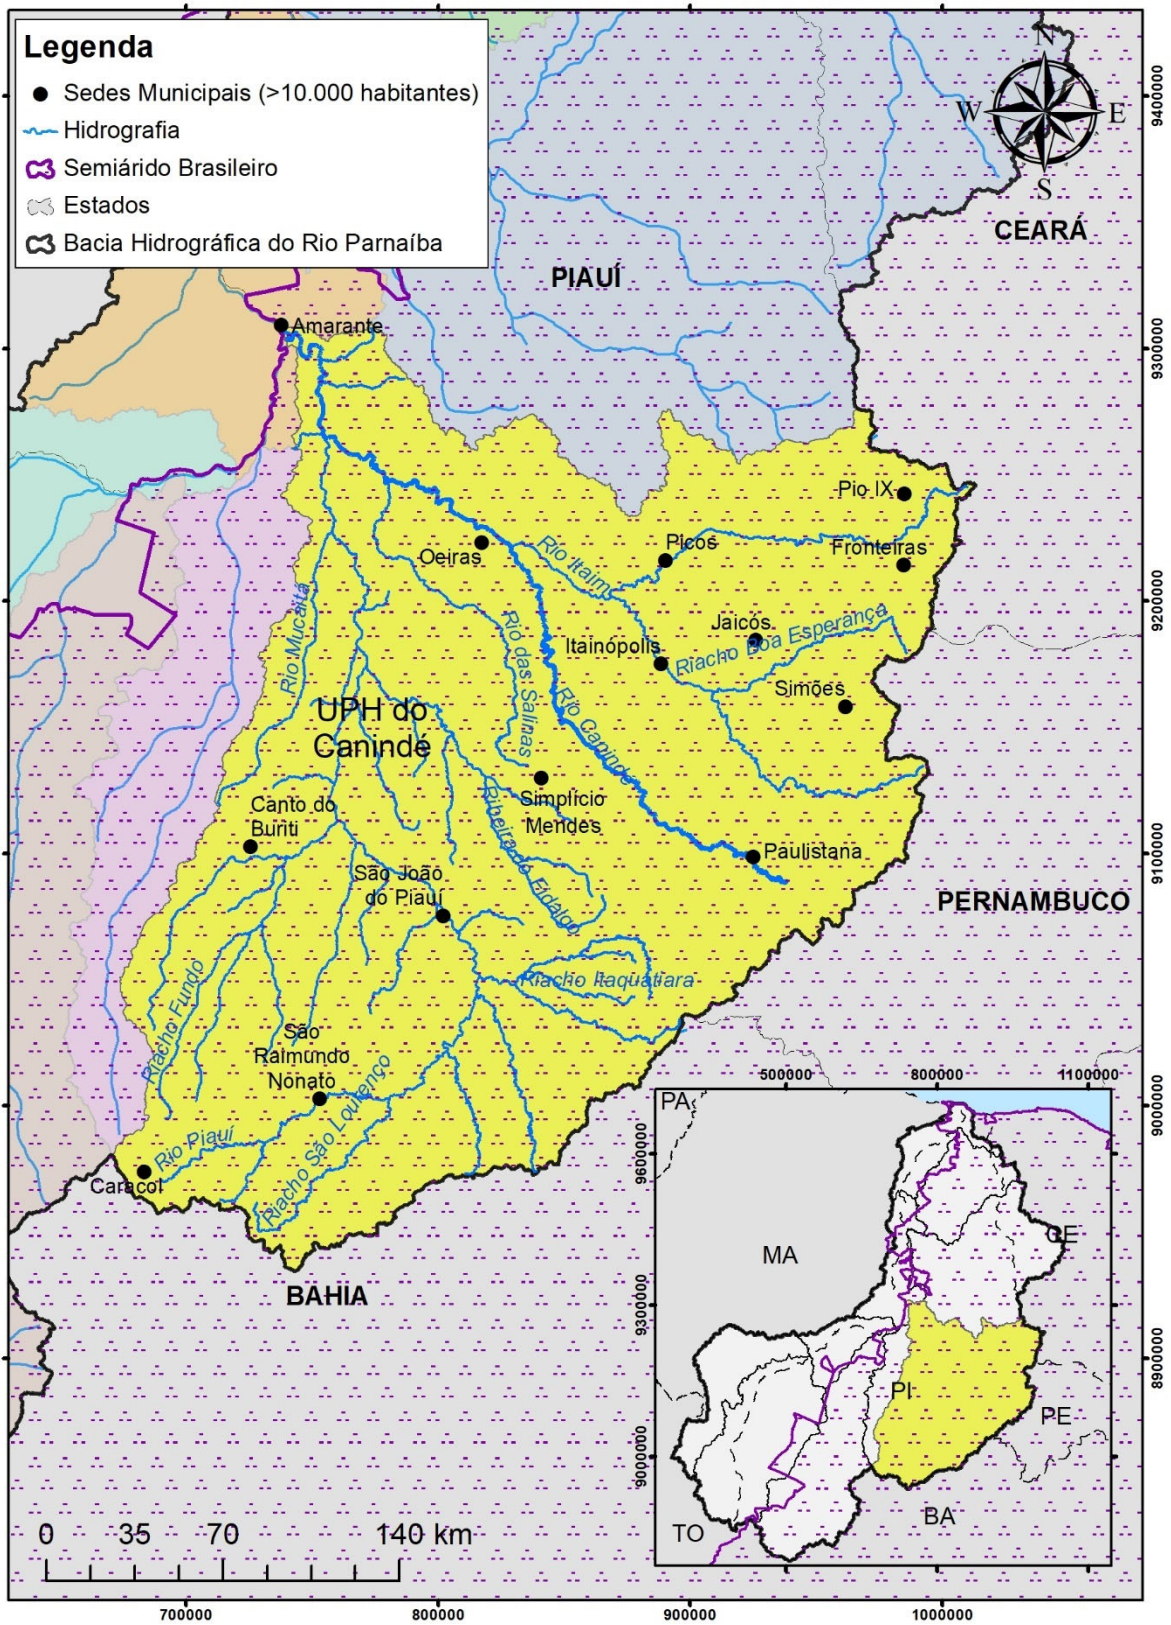 Legenda
Sedes Municipais (>10.000 habitantes)
Hidrografia
Semiárido Brasileiro
Estados
Bacia Hidrográfica do Rio Parnaíba
N
W
E
S
CEARÁ
PIAUÍ
Amarante
Pio IX
Picos
Fronteiras
Oeiras
Rio Itaim
Rio Mucaitá
Rio das Salinas
Jaicós
Itainópolis
Riacho Boa Esperança
Simões
UPH do
Canindé
Rio Canindé
Simplício
Mendes
Canto do
Buriti
Ribeira do Fidalgo
Paulistana
São João
do Piauí
PERNAMBUCO
Riacho Fundo
Riacho Itaquatiara
São
Raimundo
Nonato
Riacho São Lourenço
Rio Piauí
Caracol
BAHIA
0 35 70 140 km
700000 800000 900000 1000000
9400000
9300000
9200000
9100000
9000000
8900000
500000 800000 1100000
9600000
9300000
9000000
PA
MA
CE
PI
PE
TO
BA